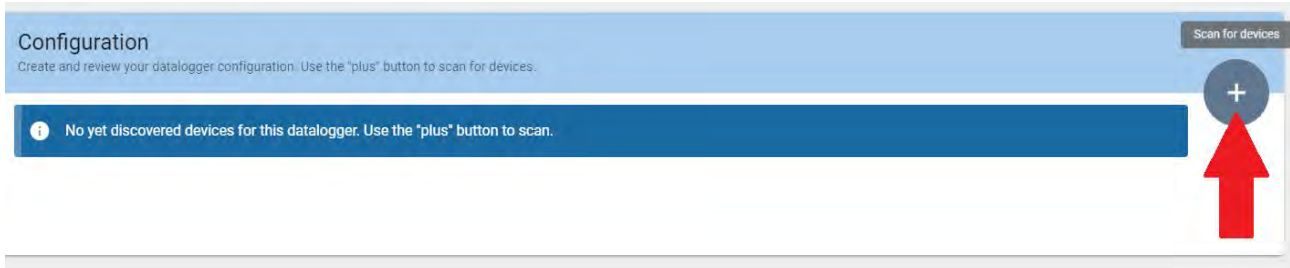 Configuration
Scan for devices
Create and review your datalogger configuration. Use the "plus" button to scan for devices.
No yet discovered devices for this datalogger. Use the "plus" button to scan.